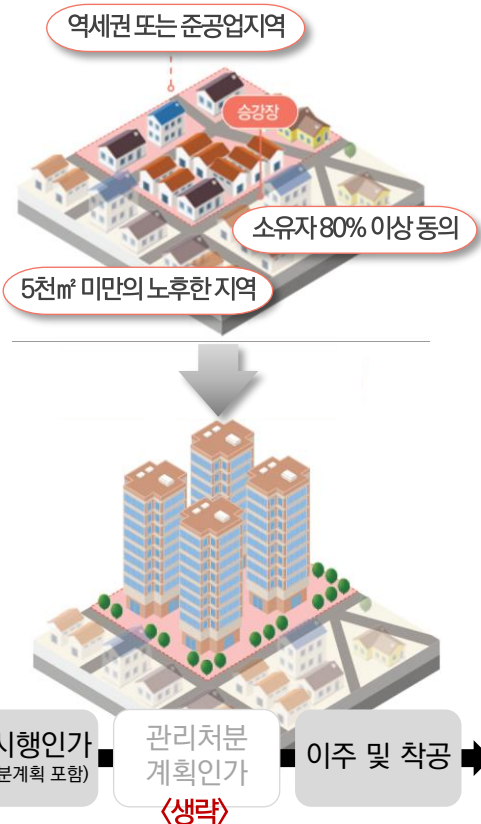 역세권 또는 준공업지역
승강장
소유자 80% 이상 동의
5천㎡ 미만의 노후한 지역
시행인가
분계획 포함)
관리처분
계획인가
〈생략〉
이주 및 착공